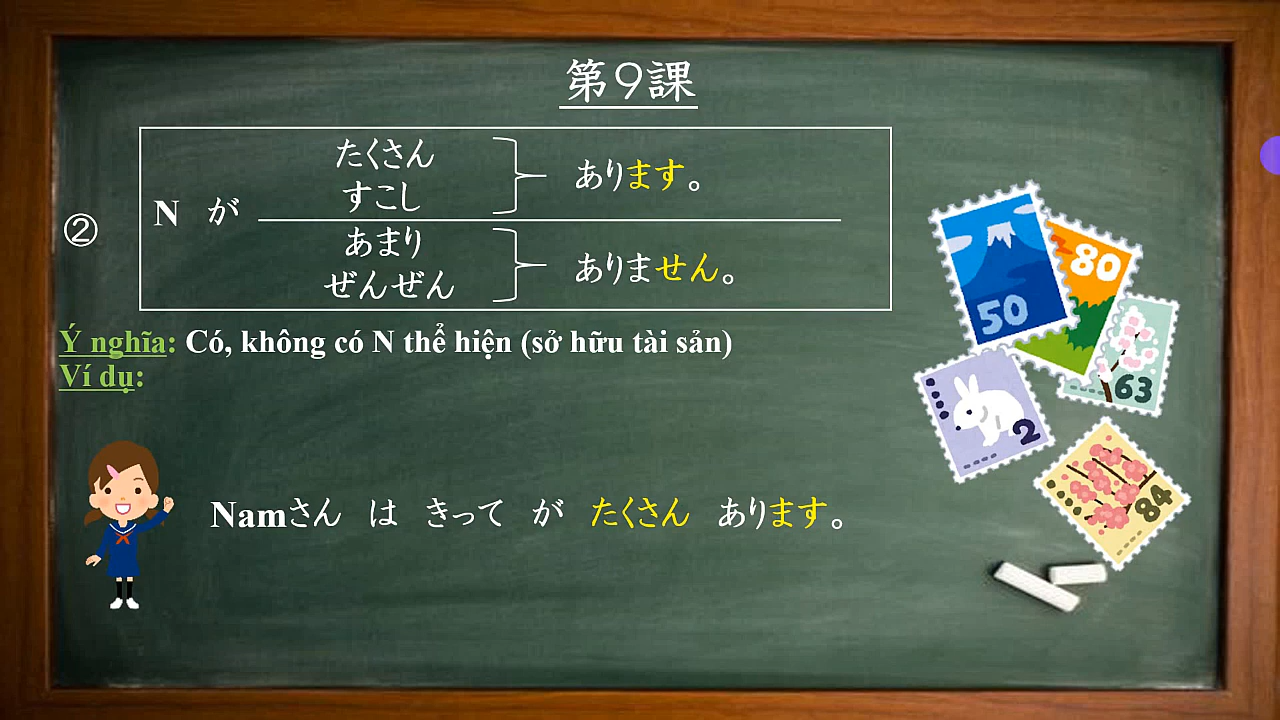 第9課
②
N が
たくさん
すこし
あります。
あまり
ぜんぜん
ありません。
Ý nghĩa: Có, không có N thể hiện (sở hữu tài sản)
Ví dụ:
Namさん は きって が たくさん あります。
50
80
63
2
84